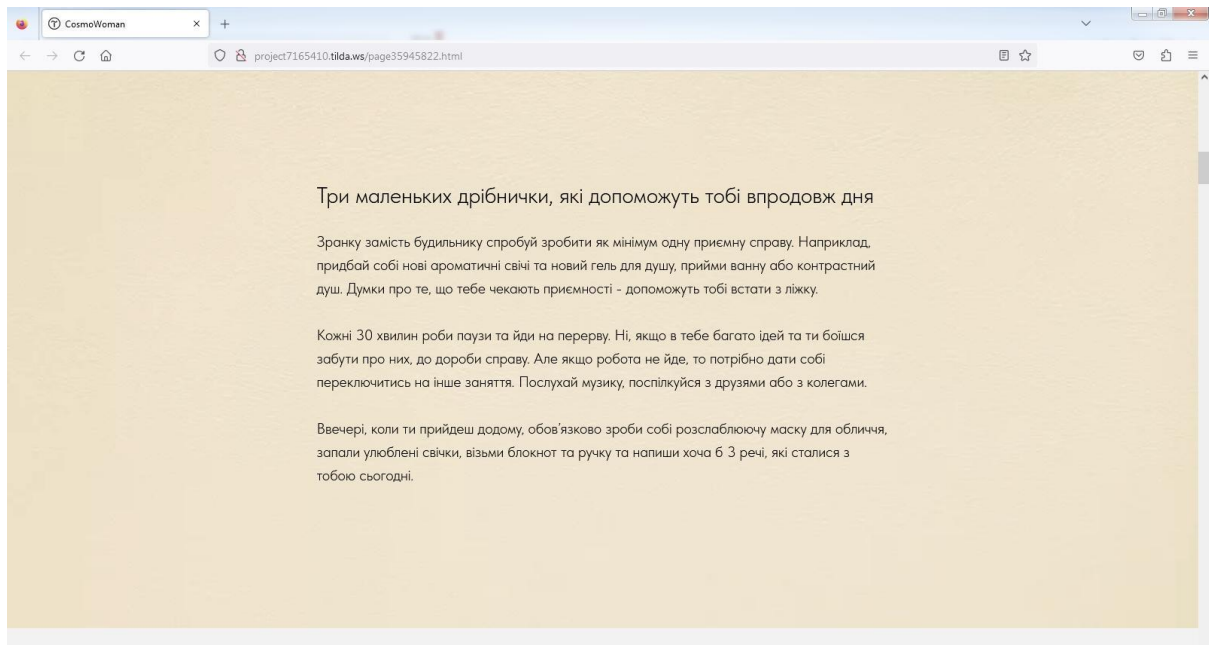 CosmoWoman
project7165410.tilda.ws/page35945822.html
Три маленьких дрібнички, які допоможуть тобі впродовж дня
Зранку замість будильнику спробуй зробити як мінімум одну приємну справу. Наприклад,
придбай собі нові ароматичні свічі та новий гель для душу, прийми ванну або контрастний
душ. Думки про те, що тебе чекають приємності - допоможуть тобі встати з ліжку.
Кожні 30 хвилин роби паузи та йди на перерву. Ні, якщо в тебе багато ідей та ти боїшся
забути про них, до дороби справу. Але якщо робота не йде, то потрібно дати собі
переключитись на інше заняття. Послухай музику, поспілкуйся з друзями або з колегами.
Ввечері, коли ти прийдеш додому, обов'язково зроби собі розслаблюючу маску для обличчя,
запали улюблені свічки, візьми блокнот та ручку та напиши хоча б 3 речі, які сталися з
тобою сьогодні.